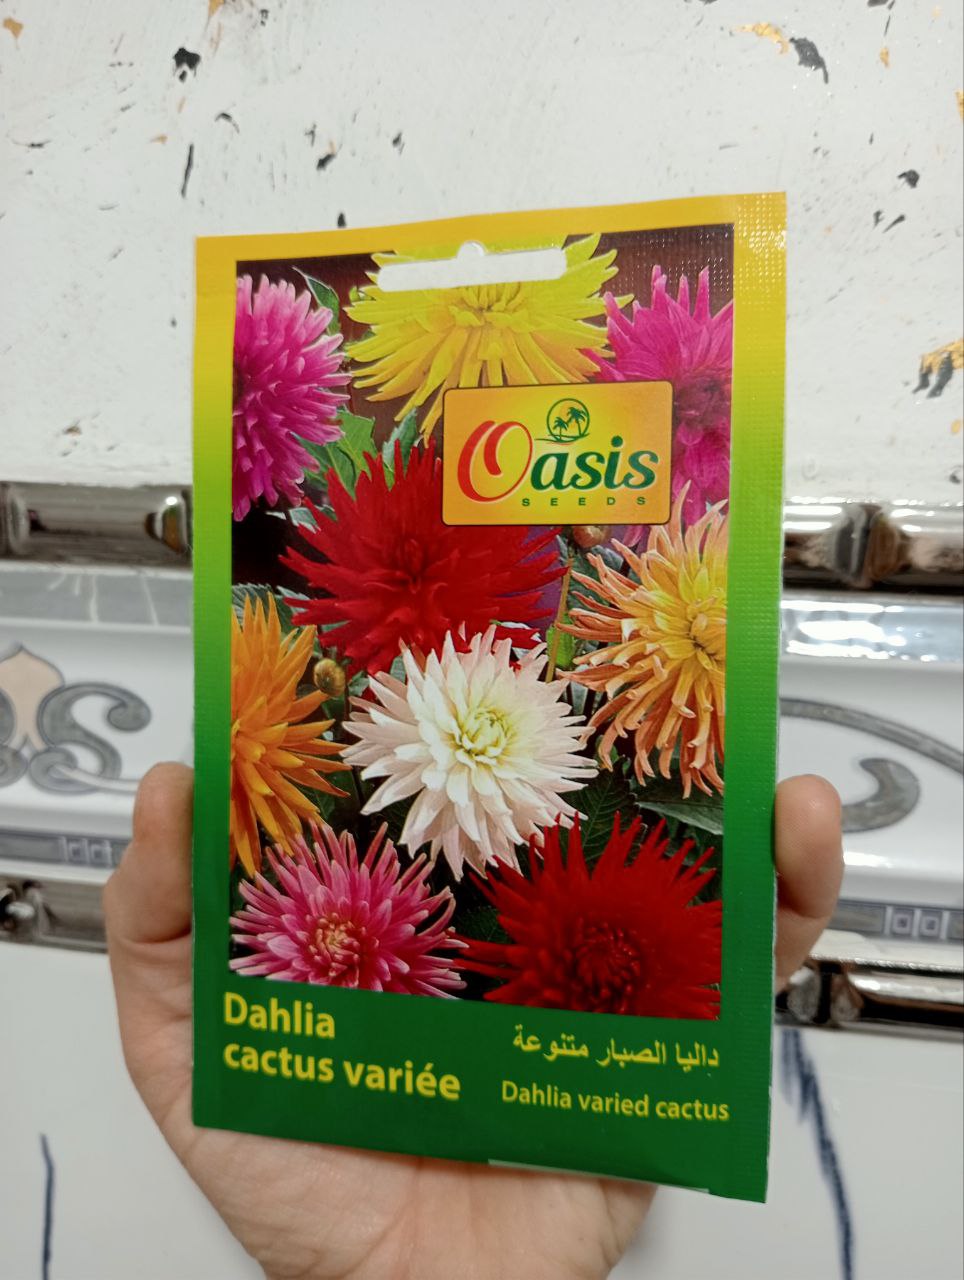 Oasis
SEEDS
Dahlia
cactus variée
داليا الصبار متنوعة
Dahlia varied cactus